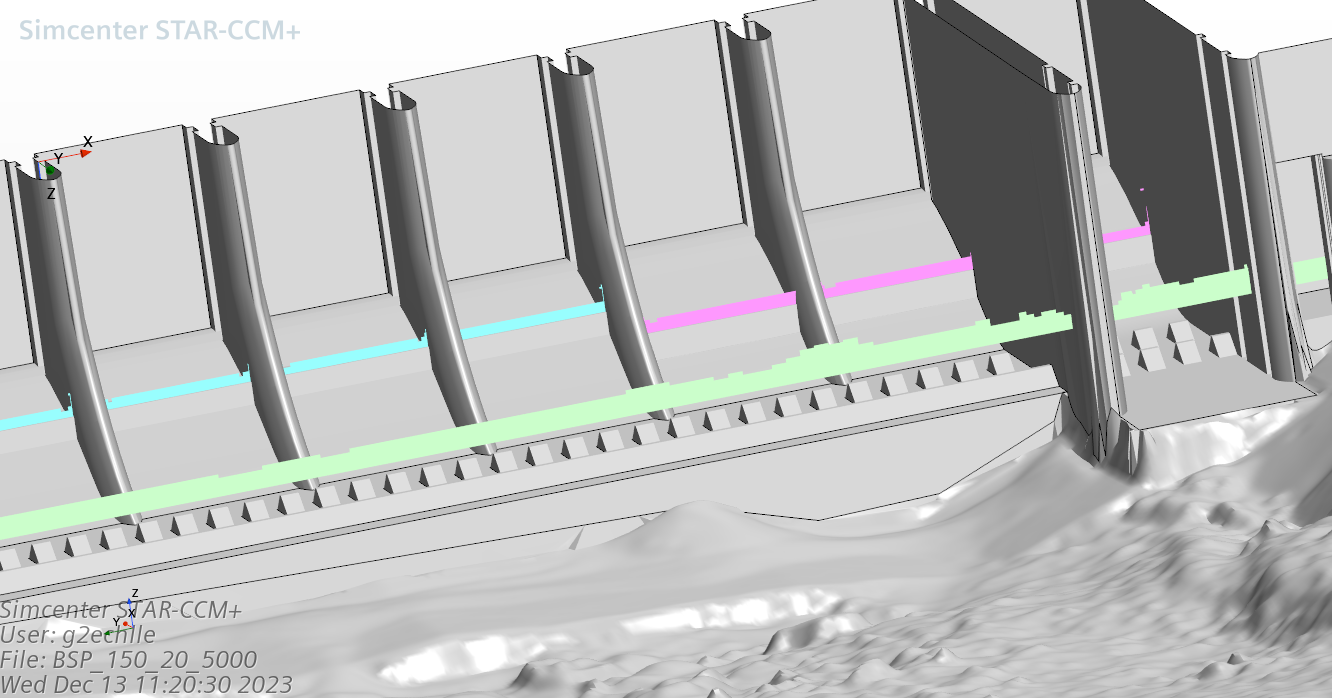 Simcenter STAR-CCM+
X
Y
Z
Z
X
Y
Simcenter STAR-CCM+
User: g2echile
File: BSP_150_20_5000
Wed Dec 13 11:20:30 2023